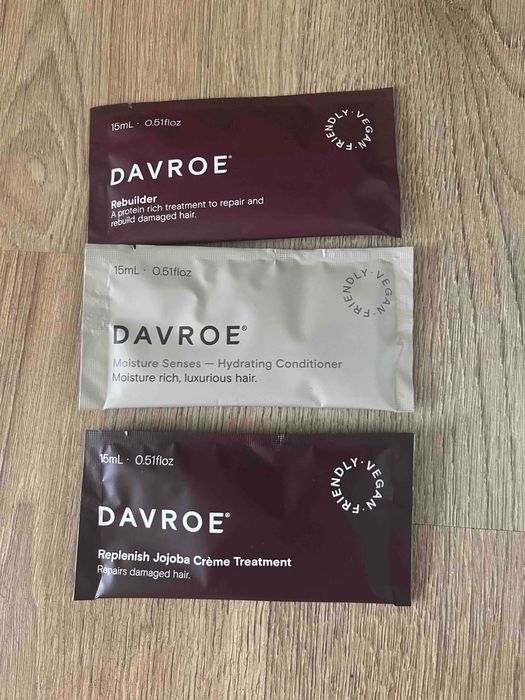 15mL · 0.51floz
VEGAN · FRIENDLY ·
DAVROE®
Rebuilder
A protein rich treatment to repair and
rebuild damaged hair.
15mL · 0.51floz
VEGAN · FRIENDLY ·
DAVROE®
Moisture Senses — Hydrating Conditioner
Moisture rich, luxurious hair.
15mL · 0.51floz
VEGAN · FRIENDLY ·
DAVROE®
Replenish Jojoba Crème Treatment
Repairs damaged hair.